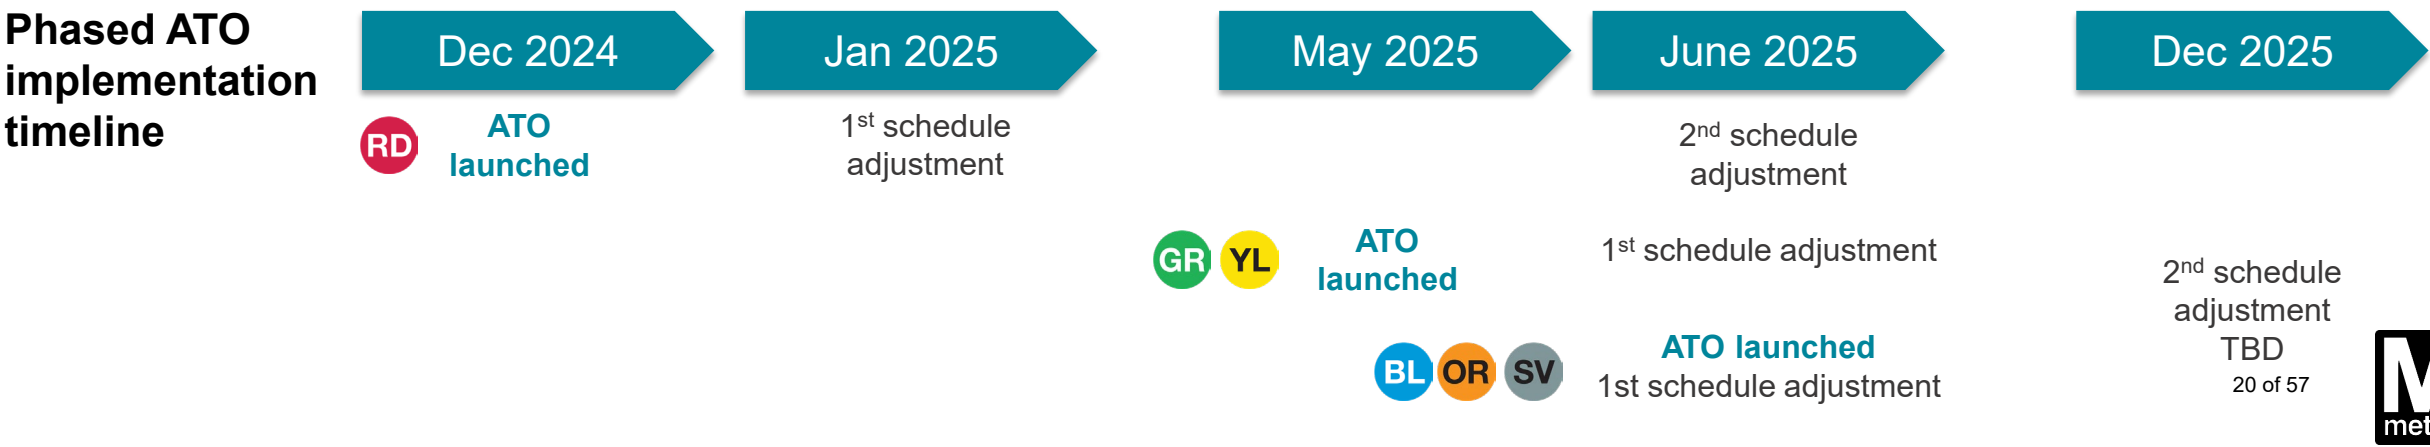 Phased ATO
implementation
timeline
Dec 2024
Jan 2025
May 2025
June 2025
Dec 2025
RD
ATO
launched
1st schedule
adjustment
2nd schedule
adjustment
GR
YL
ATO
launched
1st schedule adjustment
2nd schedule
adjustment
TBD
BL
OR
SV
ATO launched
1st schedule adjustment
20 of 57
M
met